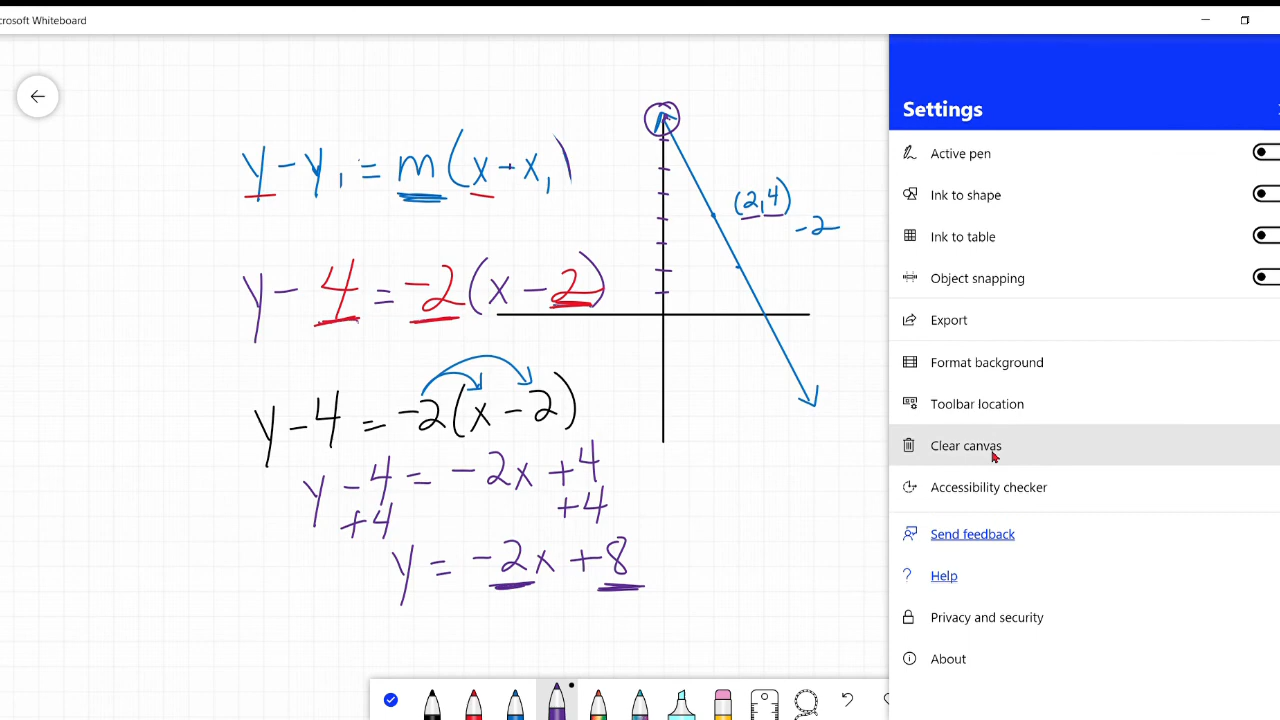 crosoft Whiteboard
y - y₁ = m(x - x₁)
y - 4 = -2(x - 2)
y - 4 = -2(x - 2)
y - 4 = -2x + 4
+4 +4
y = -2x + 8
(2,4)
-2
Settings
Active pen
Ink to shape
Ink to table
Object snapping
Export
Format background
Toolbar location
Clear canvas
Accessibility checker
Send feedback
Help
Privacy and security
About